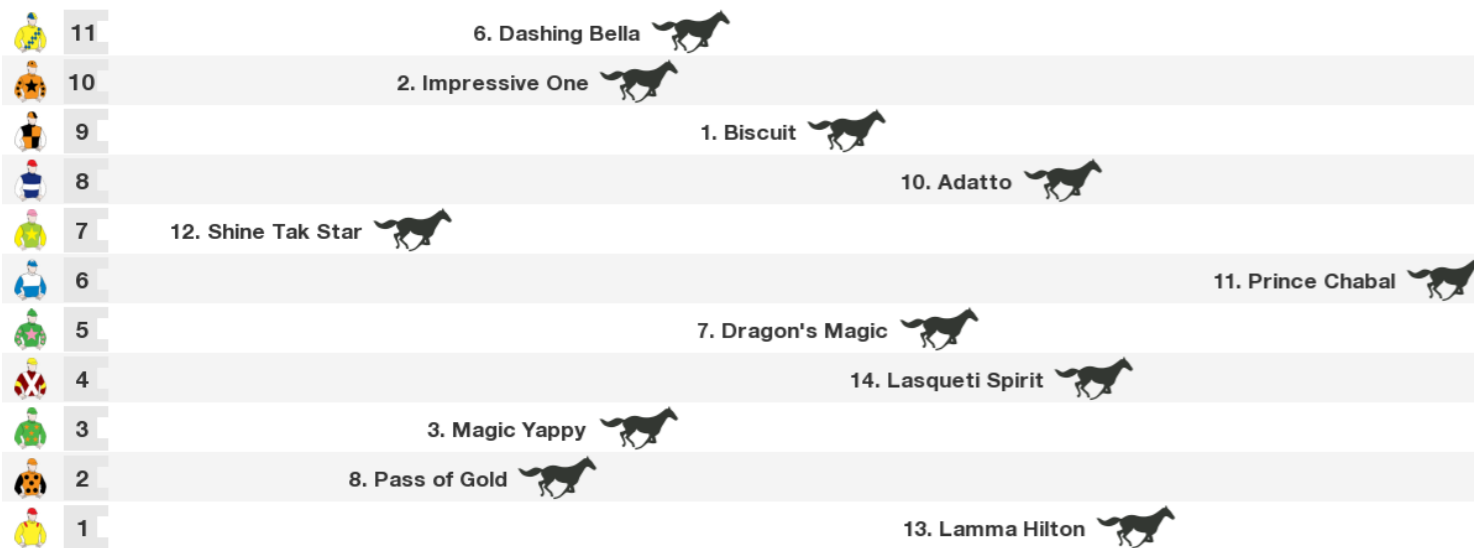 11 6. Dashing Bella
10 2. Impressive One
9 1. Biscuit
8 10. Adatto
7 12. Shine Tak Star
6 11. Prince Chabal
5 7. Dragon's Magic
4 14. Lasqueti Spirit
3 3. Magic Yappy
2 8. Pass of Gold
1 13. Lamma Hilton